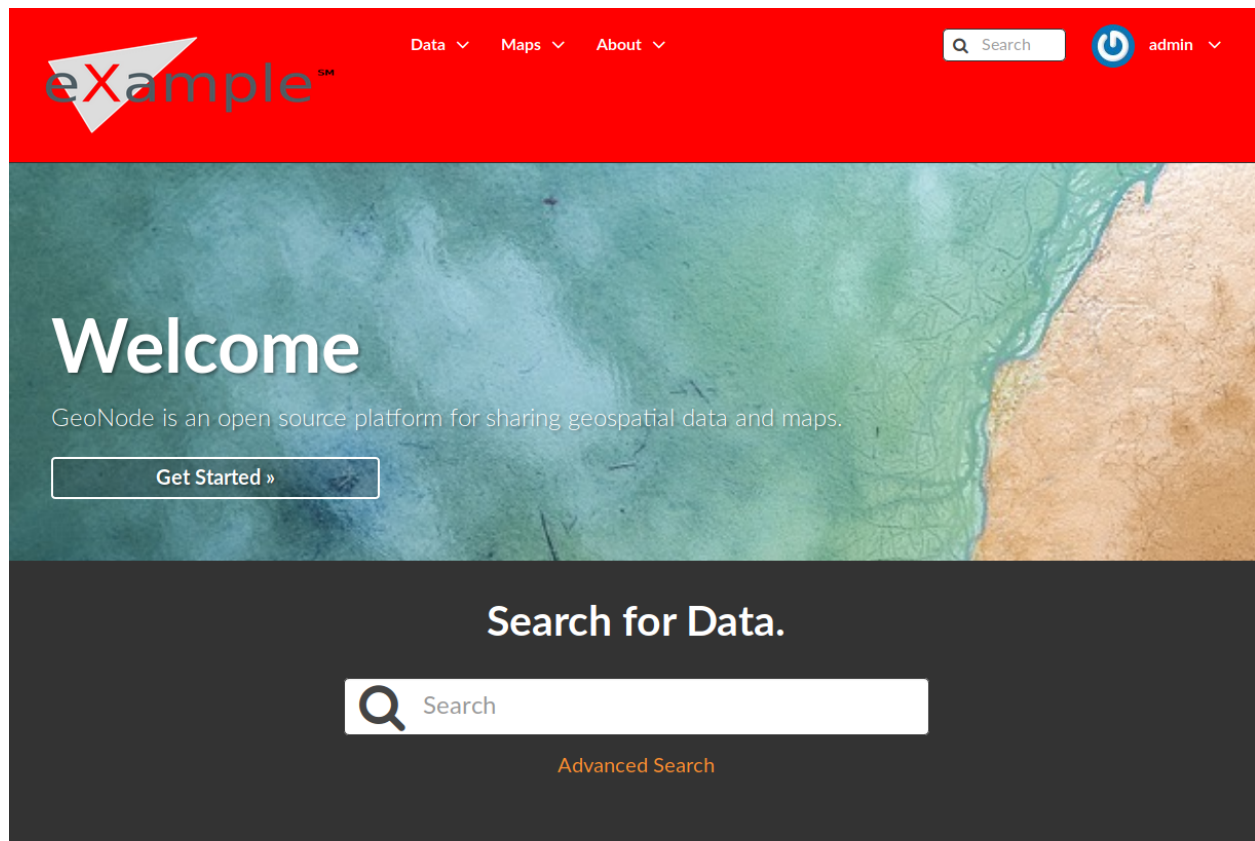 eXample℠
Data
Maps
About
Search
admin
Welcome
GeoNode is an open source platform for sharing geospatial data and maps.
Get Started »
Search for Data.
Search
Advanced Search